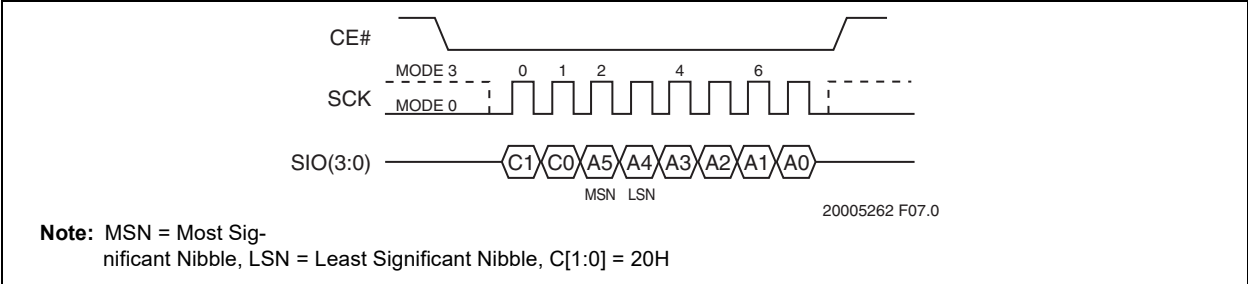 CE#
MODE 3
0 1 2 4 6
SCK
MODE 0
SIO(3:0)
C1 C0 A5 A4 A3 A2 A1 A0
MSN LSN
20005262 F07.0
Note: MSN = Most Sig-
nificant Nibble, LSN = Least Significant Nibble, C[1:0] = 20H